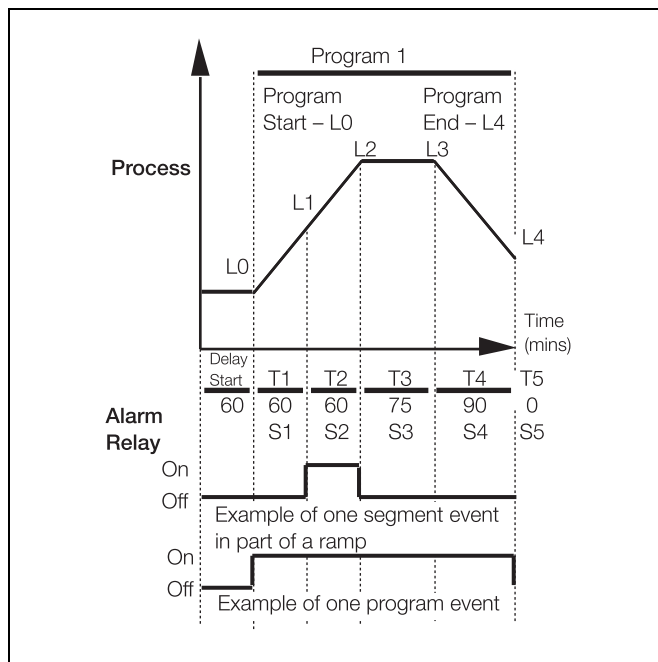 Program 1
Program
Start – L0
Program
End – L4
L2
L3
Process
L1
L0
L4
Time
(mins)
Delay
Start
T1
T2
T3
T4
T5
60
60
60
75
90
0
Alarm
Relay
S1
S2
S3
S4
S5
On
Off
Example of one segment event
in part of a ramp
On
Off
Example of one program event